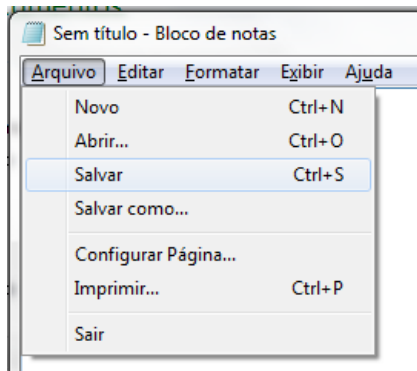 Sem título - Bloco de notas
Arquivo Editar Formatar Exibir Ajuda
Novo Ctrl+N
Abrir... Ctrl+O
Salvar Ctrl+S
Salvar como...
Configurar Página...
Imprimir... Ctrl+P
Sair